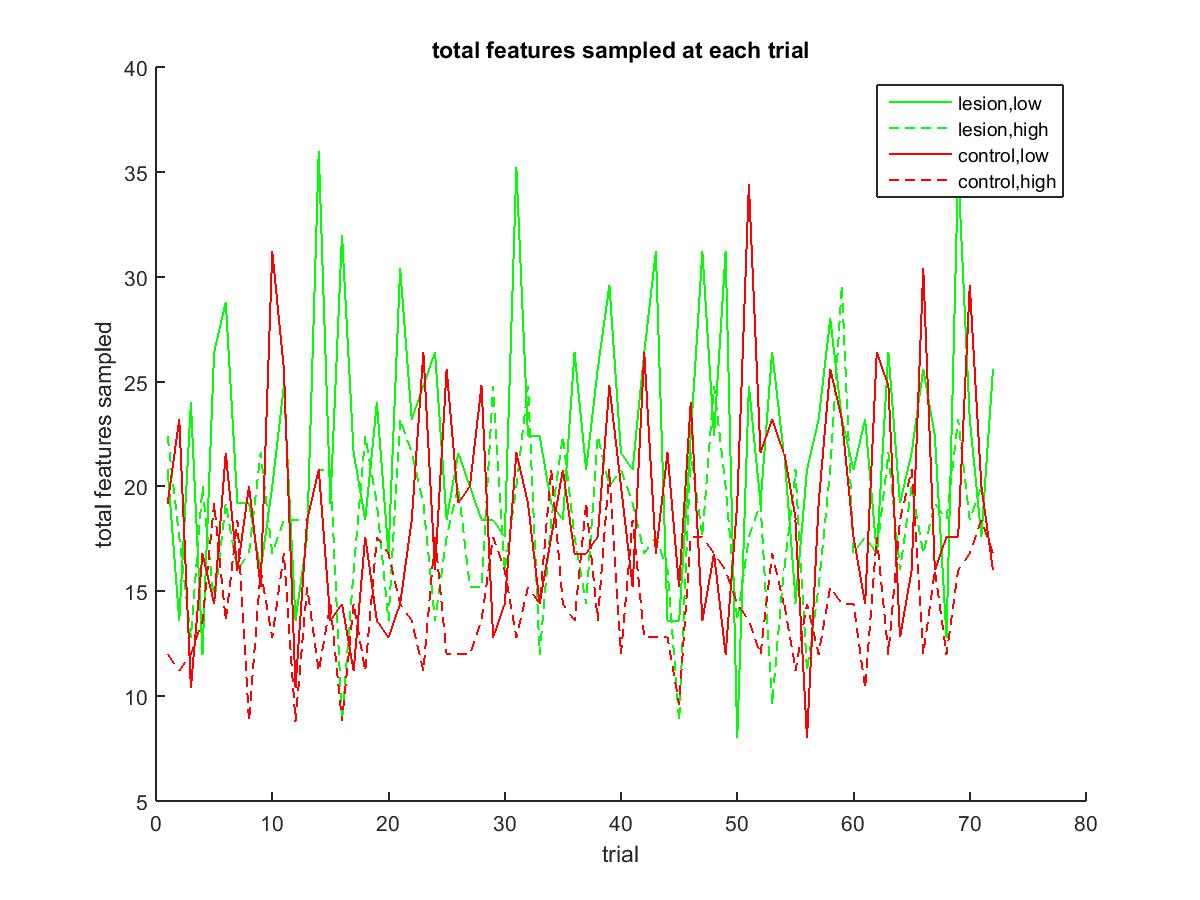 total features sampled at each trial
total features sampled
40
35
30
25
20
15
10
5
0
10
20
30
40
50
60
70
80
trial
lesion,low
lesion,high
control,low
control,high